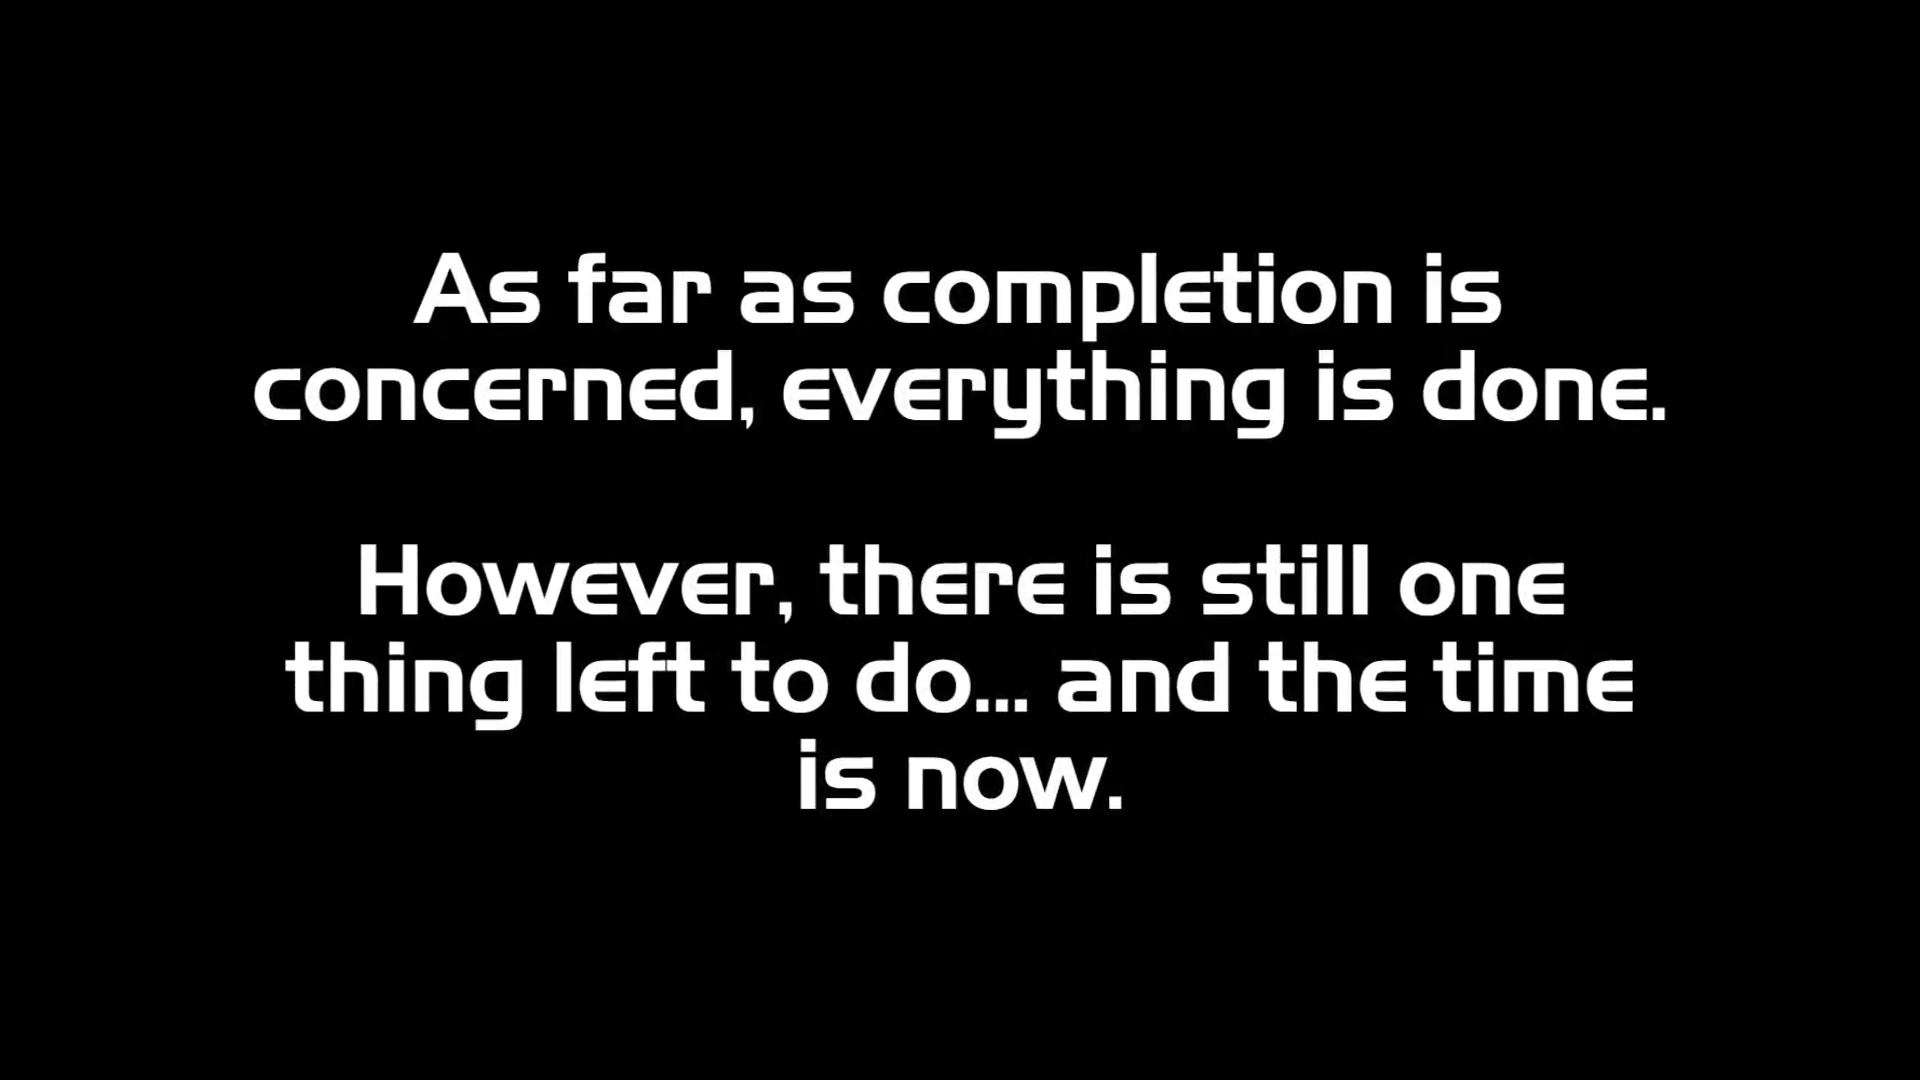 As far as completion is
concerned, everything is done.
However, there is still one
thing left to do... and the time
is now.